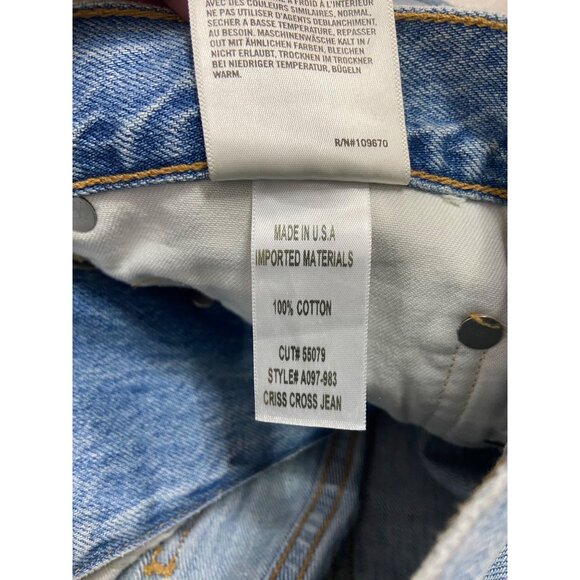 AVEC DES COULEURS SIMILAIRES, NORMAL,
NE PAS UTILISER D'AGENTS DEBLANCHIMENT,
SECHER A BASSE TEMPERATURE, REPASSER
AU BESOIN. MASCHINENWÄSCHE KALT IN /
MIT ÄHNLICHEN FARBEN, BLEICHEN
NICHT ERLAUBT, TROCKNEN IM TROCKNER
BEI NIEDRIGER TEMPERATUR, BÜGELN
WARM.
R/N#109670
MADE IN U.S.A
IMPORTED MATERIALS
100% COTTON
CUT# 55079
STYLE# A097-983
CRISS CROSS JEAN